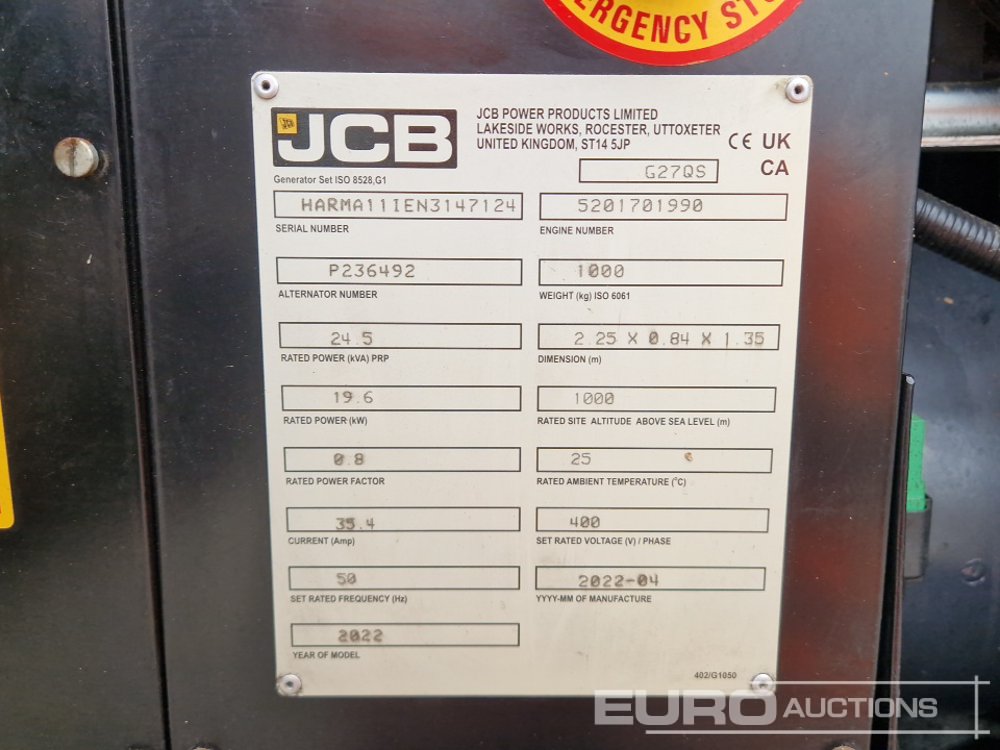 EMERGENCY STOP
JCB
JCB POWER PRODUCTS LIMITED
LAKESIDE WORKS, ROCESTER, UTTOXETER
UNITED KINGDOM, ST14 5JP
CE UK
CA
G27QS
Generator Set ISO 8528,G1
HARMA11IEN3147124
SERIAL NUMBER
5201701990
ENGINE NUMBER
P236492
ALTERNATOR NUMBER
1000
WEIGHT (kg) ISO 6061
24.5
RATED POWER (kVA) PRP
2.25 X 0.84 X 1.35
DIMENSION (m)
19.6
RATED POWER (kW)
1000
RATED SITE ALTITUDE ABOVE SEA LEVEL (m)
0.8
RATED POWER FACTOR
25
RATED AMBIENT TEMPERATURE (°C)
35.4
CURRENT (Amp)
400
SET RATED VOLTAGE (V) / PHASE
50
SET RATED FREQUENCY (Hz)
2022-04
YYYY-MM OF MANUFACTURE
2022
YEAR OF MODEL
402/G1050
EURO AUCTIONS